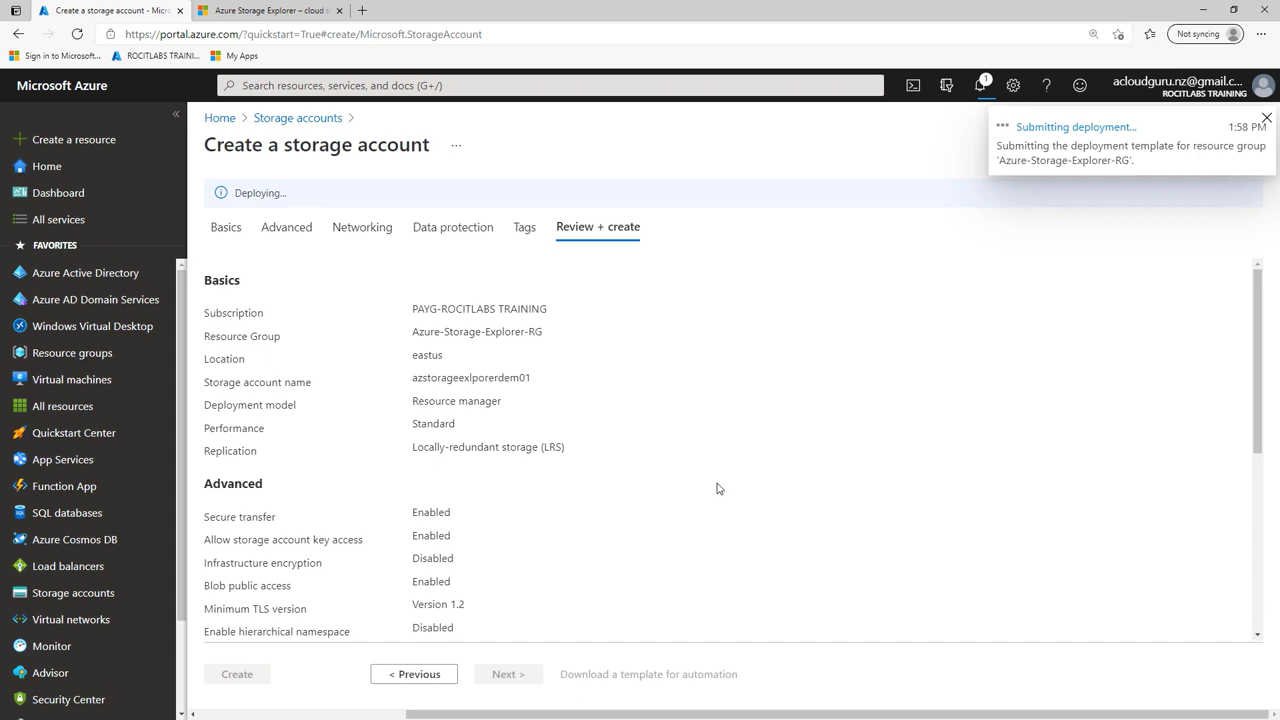 Create a storage account - Micr
Azure Storage Explorer – cloud s
https://portal.azure.com/?quickstart=True#create/Microsoft.StorageAccount
Not syncing
Sign in to Microsoft...
ROCITLABS TRAINI...
My Apps
Microsoft Azure
Search resources, services, and docs (G+/)
1
acloudguru.nz@gmail.c...
ROCITLABS TRAINING
Create a resource
Home
Dashboard
All services
FAVORITES
Azure Active Directory
Azure AD Domain Services
Windows Virtual Desktop
Resource groups
Virtual machines
All resources
Quickstart Center
App Services
Function App
SQL databases
Azure Cosmos DB
Load balancers
Storage accounts
Virtual networks
Monitor
Advisor
Security Center
Home > Storage accounts >
Create a storage account ...
Submitting deployment... 1:58 PM
Submitting the deployment template for resource group
'Azure-Storage-Explorer-RG'.
Deploying...
Basics Advanced Networking Data protection Tags Review + create
Basics
Subscription PAYG-ROCITLABS TRAINING
Resource Group Azure-Storage-Explorer-RG
Location eastus
Storage account name azstorageexlporerdem01
Deployment model Resource manager
Performance Standard
Replication Locally-redundant storage (LRS)
Advanced
Secure transfer Enabled
Allow storage account key access Enabled
Infrastructure encryption Disabled
Blob public access Enabled
Minimum TLS version Version 1.2
Enable hierarchical namespace Disabled
Create < Previous Next > Download a template for automation